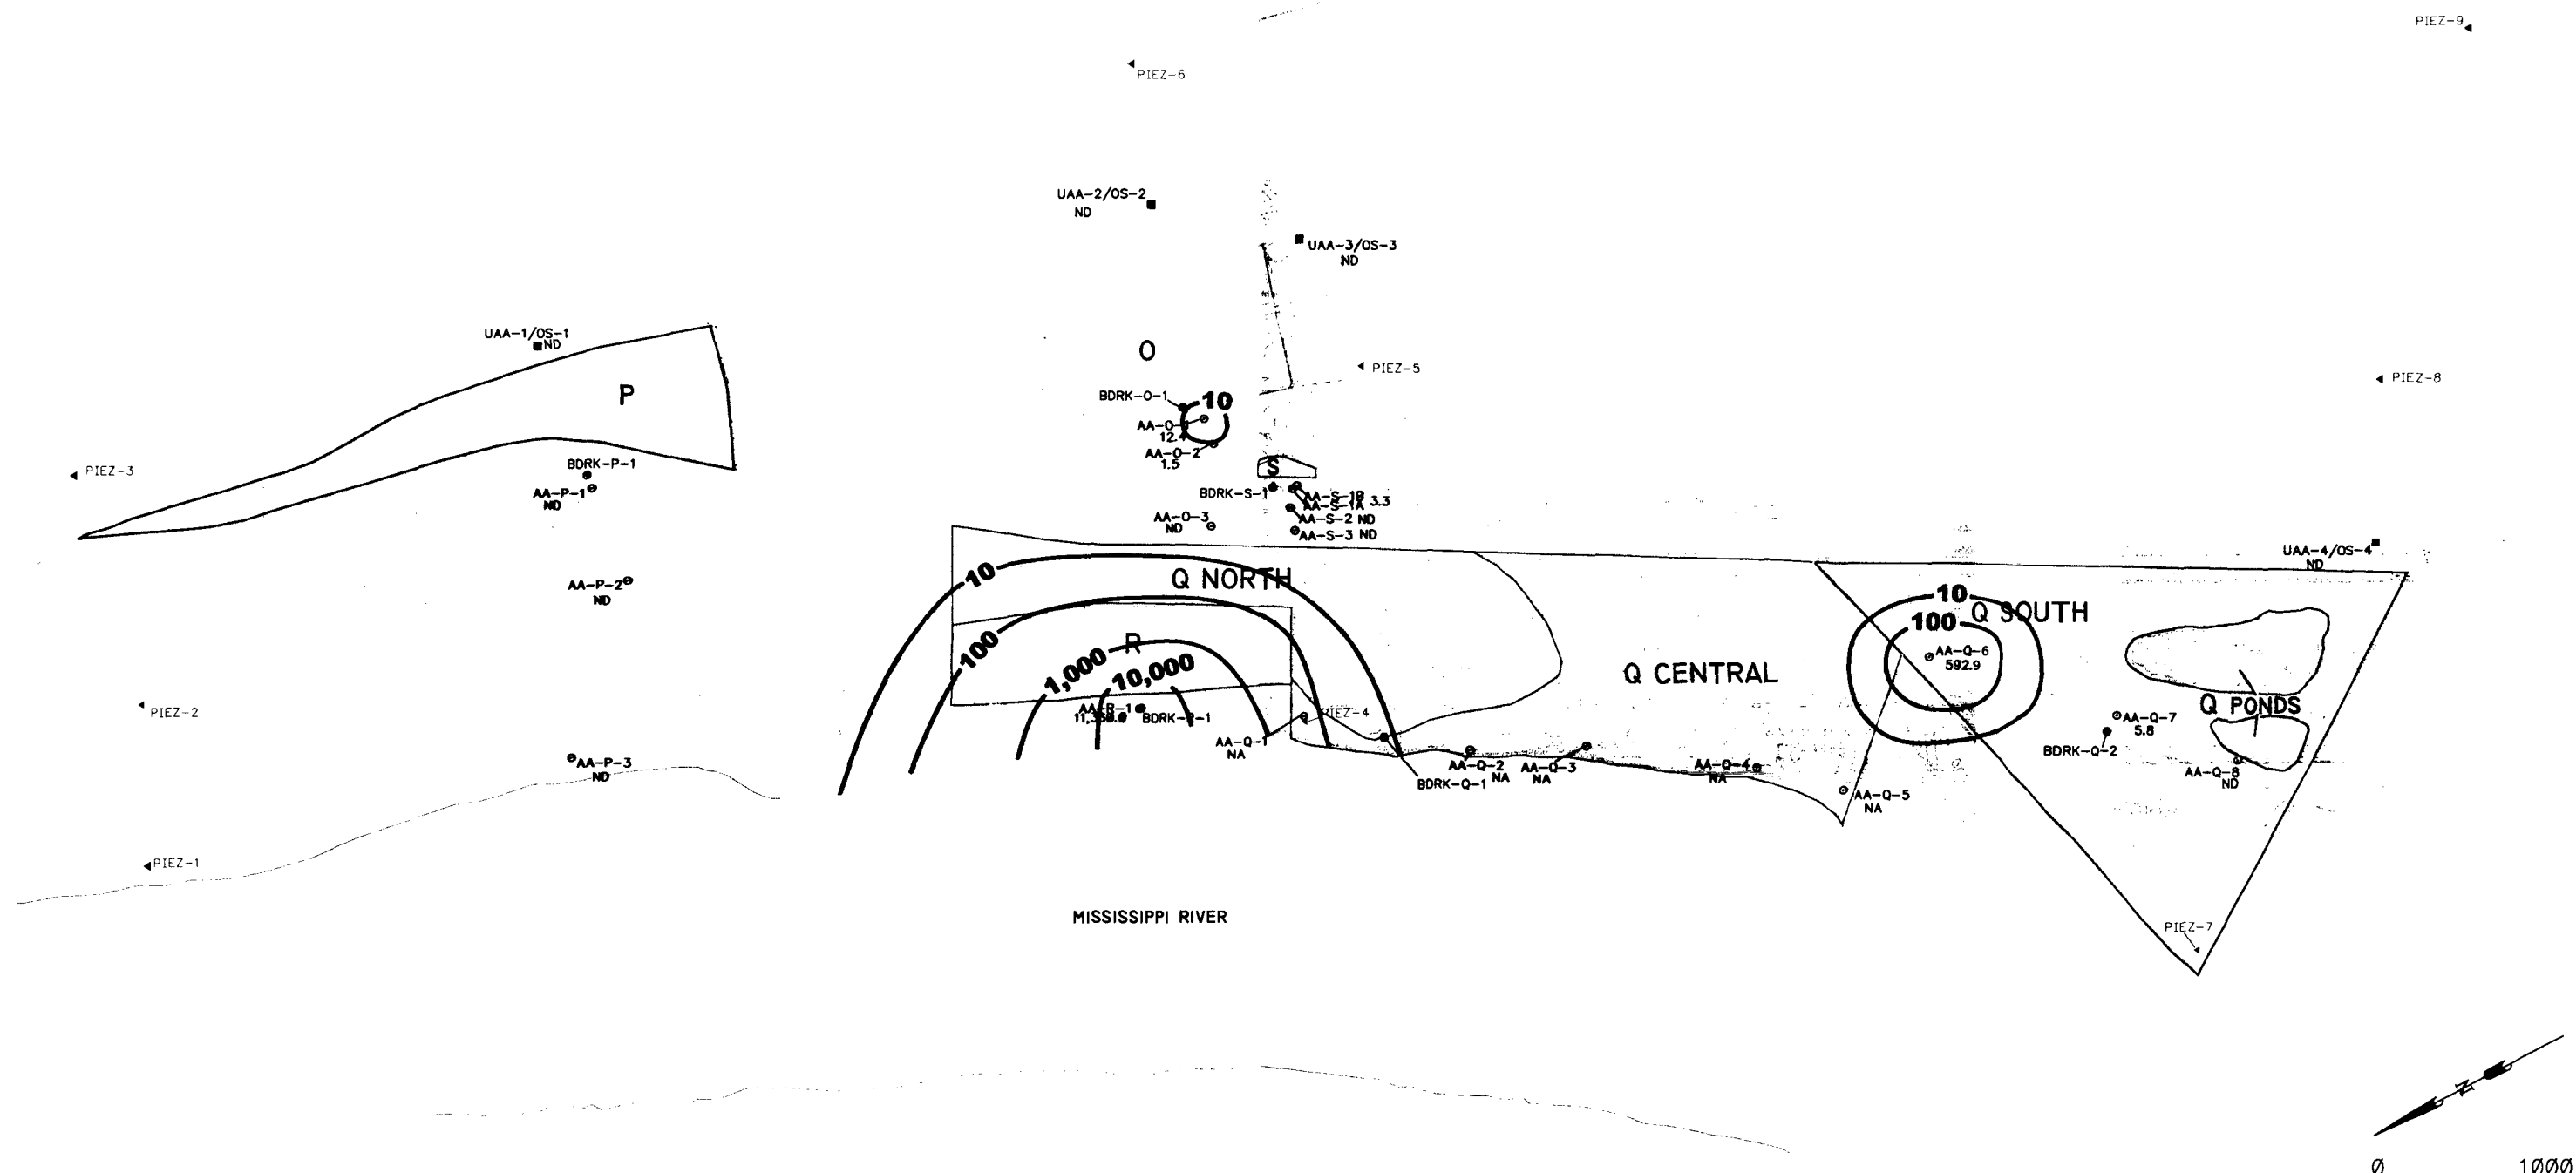 PIEZ-9
PIEZ-6
UAA-2/OS-2
ND
UAA-3/OS-3
ND
UAA-1/OS-1
ND
O
PIEZ-5
PIEZ-8
P
BDRK-O-1
10
AA-O-
12.4
AA-O-2
1.5
S
PIEZ-3
BDRK-P-1
AA-P-1
ND
BDRK-S-1
AA-S-1B
3.3
AA-S-1A
AA-S-2 ND
AA-S-3 ND
AA-O-3
ND
UAA-4/OS-4
ND
AA-P-2
ND
10
Q NORTH
10
Q SOUTH
100
AA-Q-6
592.9
100
R
1,000
10,000
Q CENTRAL
Q PONDS
PIEZ-2
AA-R-1
BDRK-R-1
PIEZ-4
AA-Q-1
NA
AA-Q-7
5.8
BDRK-Q-2
AA-P-3
ND
AA-Q-2
NA
AA-Q-3
NA
AA-Q-4
NA
AA-Q-8
ND
BDRK-Q-1
AA-Q-5
NA
PIEZ-1
MISSISSIPPI RIVER
PIEZ-7
N
0 1000